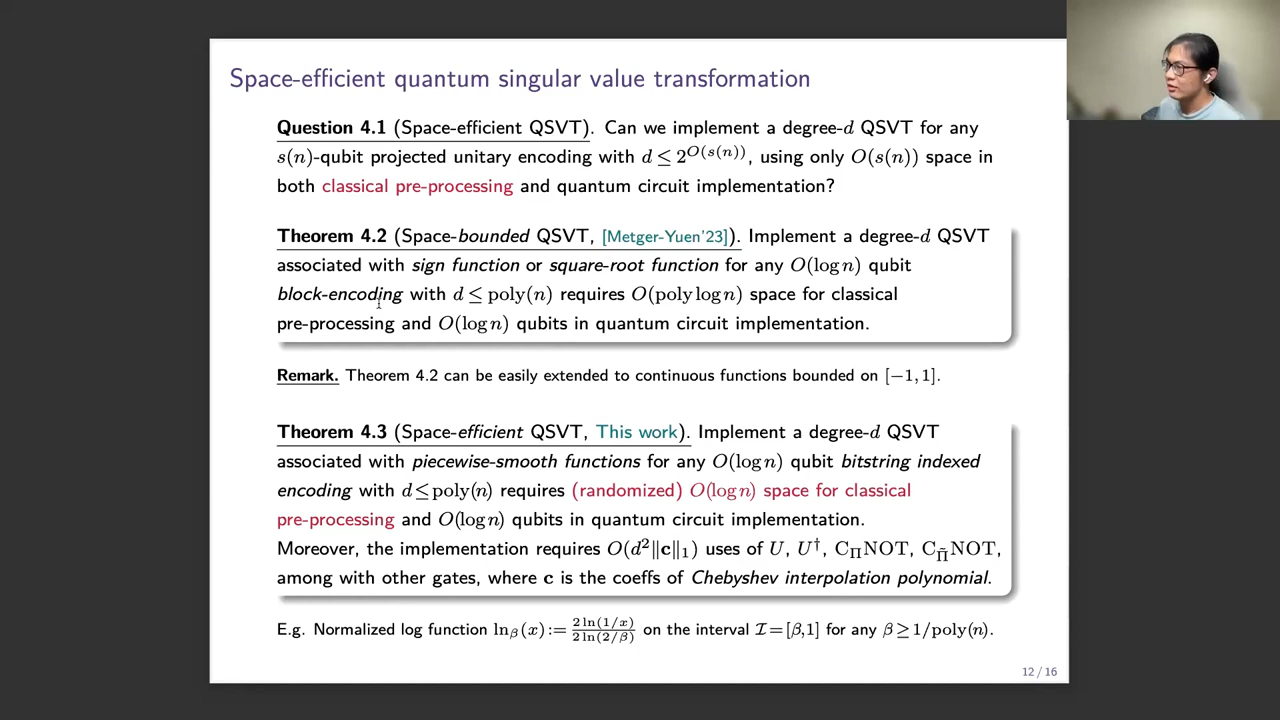 Space-efficient quantum singular value transformation
Question 4.1 (Space-efficient QSVT). Can we implement a degree-d QSVT for any
s(n)-qubit projected unitary encoding with d ≤ 2^{O(s(n))}, using only O(s(n)) space in
both classical pre-processing and quantum circuit implementation?
Theorem 4.2 (Space-bounded QSVT, [Metger-Yuen'23]). Implement a degree-d QSVT
associated with sign function or square-root function for any O(log n) qubit
block-encoding with d ≤ poly(n) requires O(poly log n) space for classical
pre-processing and O(log n) qubits in quantum circuit implementation.
Remark. Theorem 4.2 can be easily extended to continuous functions bounded on [−1, 1].
Theorem 4.3 (Space-efficient QSVT, This work). Implement a degree-d QSVT
associated with piecewise-smooth functions for any O(log n) qubit bitstring indexed
encoding with d ≤ poly(n) requires (randomized) O(log n) space for classical
pre-processing and O(log n) qubits in quantum circuit implementation.
Moreover, the implementation requires O(d²‖c‖₁) uses of U, U†, C_ΠNOT, C_Π̃NOT,
among with other gates, where c is the coeffs of Chebyshev interpolation polynomial.
E.g. Normalized log function ln_β(x) := 2 ln(1/x) / 2 ln(2/β) on the interval ℐ = [β,1] for any β ≥ 1/poly(n).
12 / 16